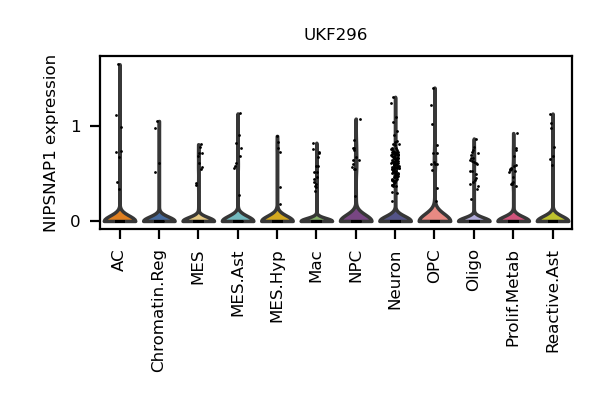 UKF296
NIPSNAP1 expression
1
0
AC
Chromatin.Reg
MES
MES.Ast
MES.Hyp
Mac
NPC
Neuron
OPC
Oligo
Prolif.Metab
Reactive.Ast